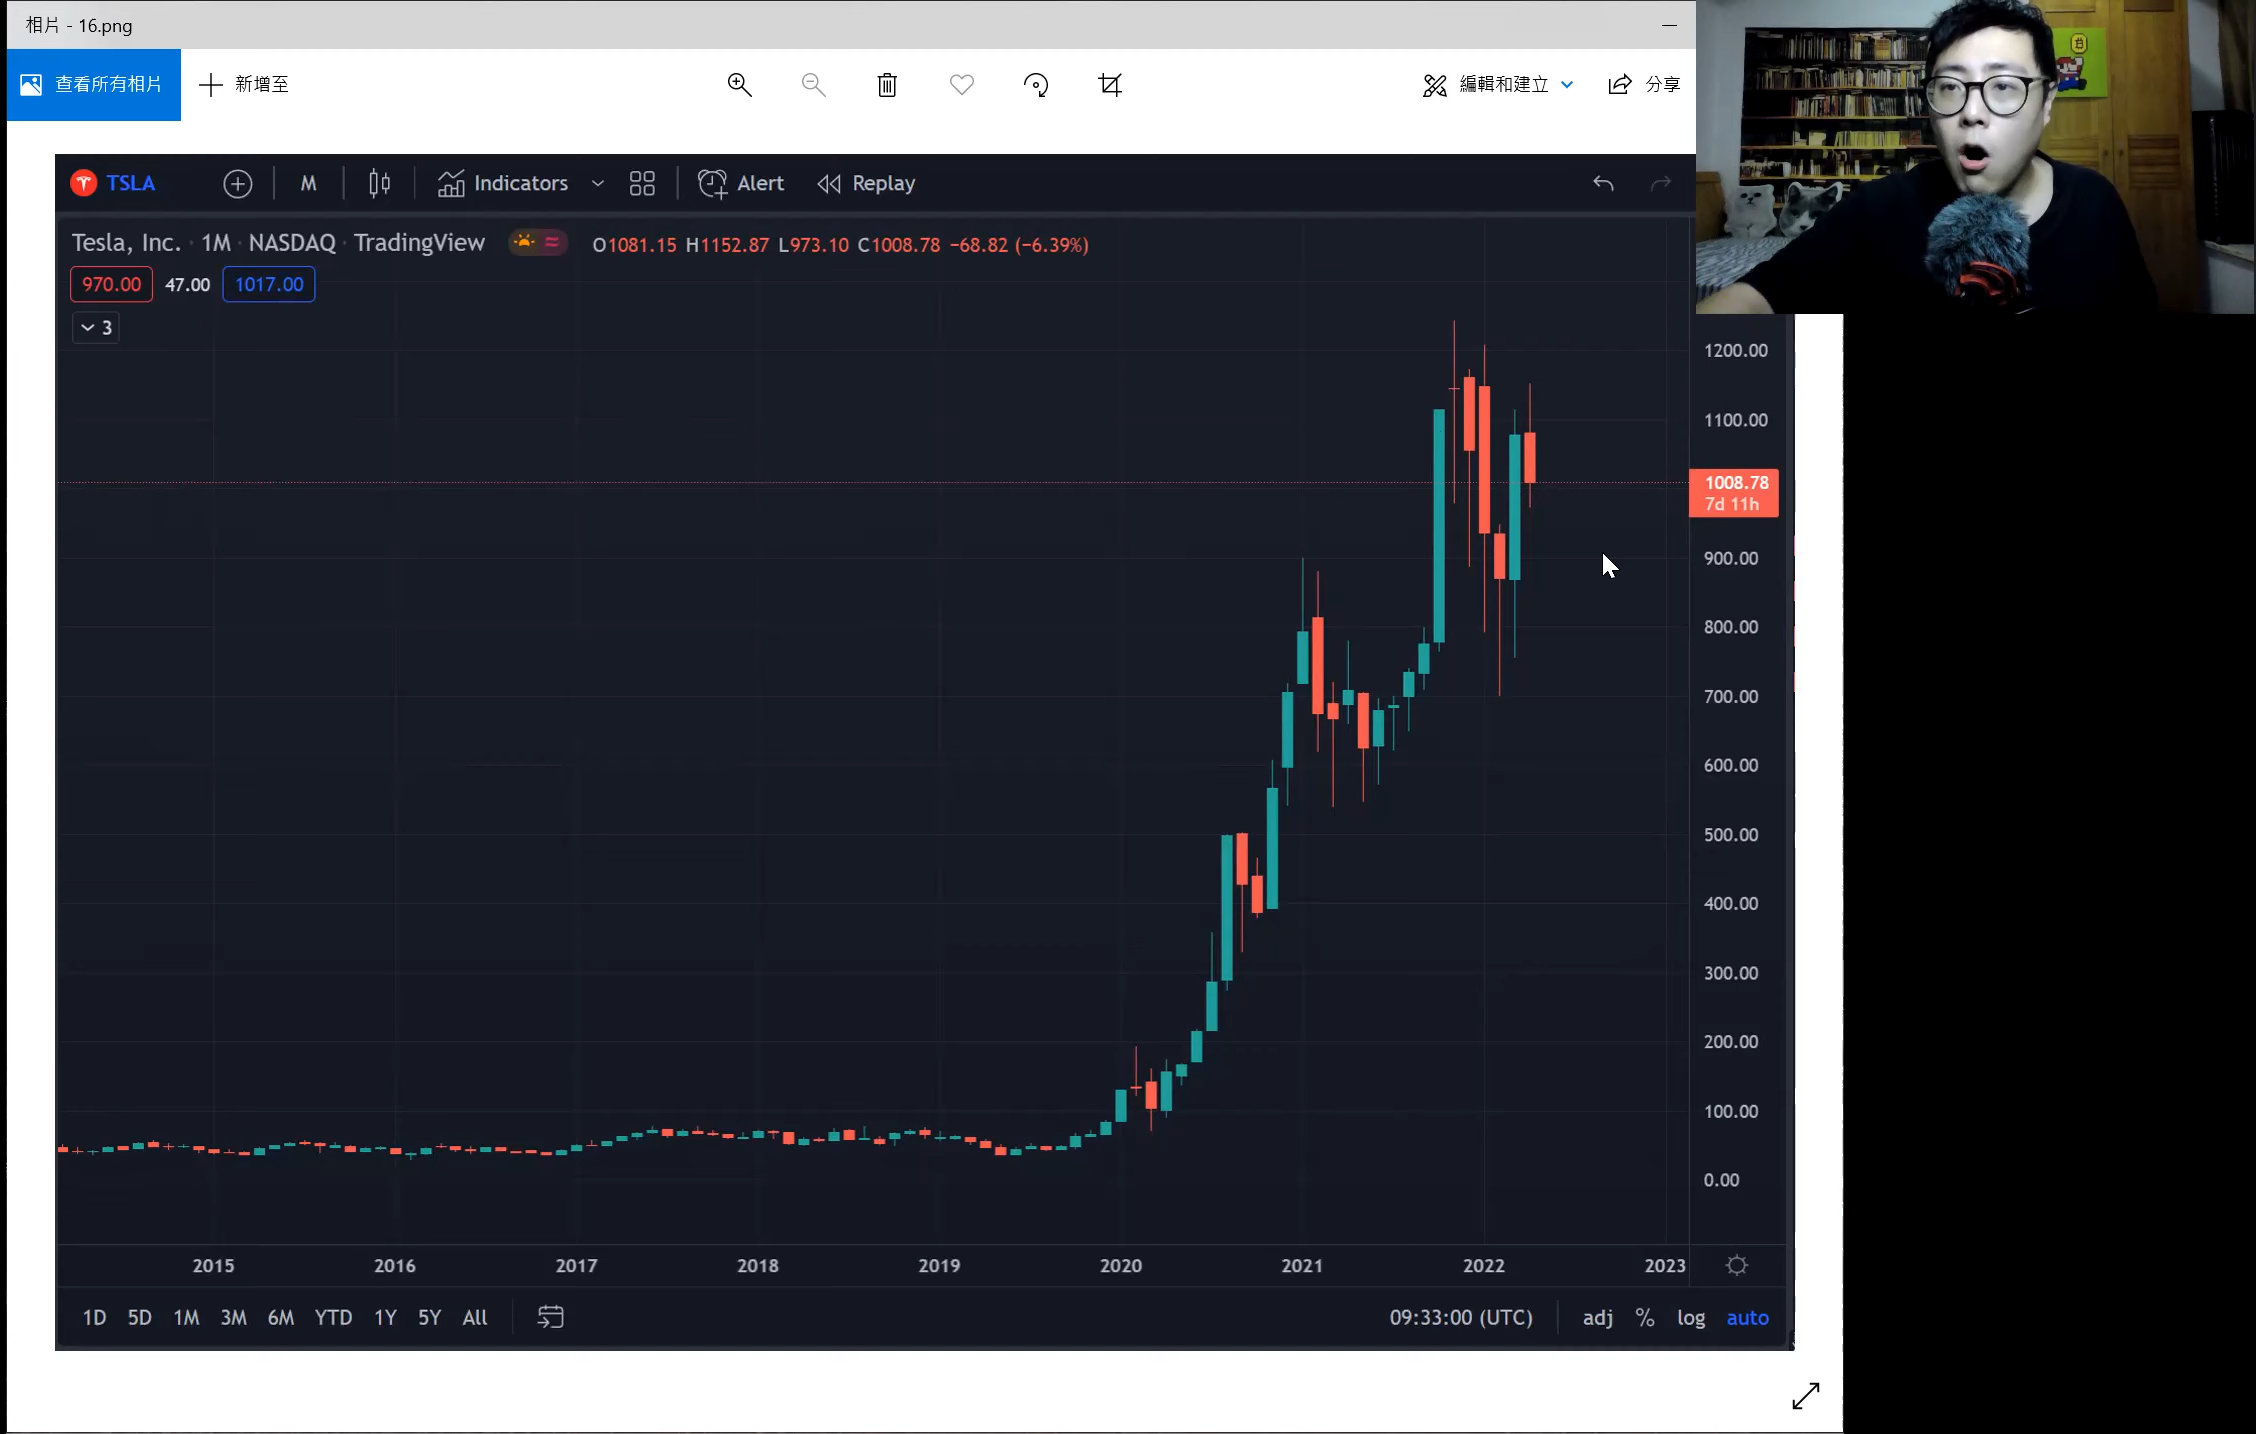 相片 - 16.png
查看所有相片 新增至 編輯和建立 分享
TSLA M Indicators Alert Replay
Tesla, Inc. · 1M · NASDAQ · TradingView O1081.15 H1152.87 L973.10 C1008.78 −68.82 (−6.39%)
970.00 47.00 1017.00
3
1200.00
1100.00
1008.78
7d 11h
900.00
800.00
700.00
600.00
500.00
400.00
300.00
200.00
100.00
0.00
2015 2016 2017 2018 2019 2020 2021 2022 2023
1D 5D 1M 3M 6M YTD 1Y 5Y All 09:33:00 (UTC) adj % log auto